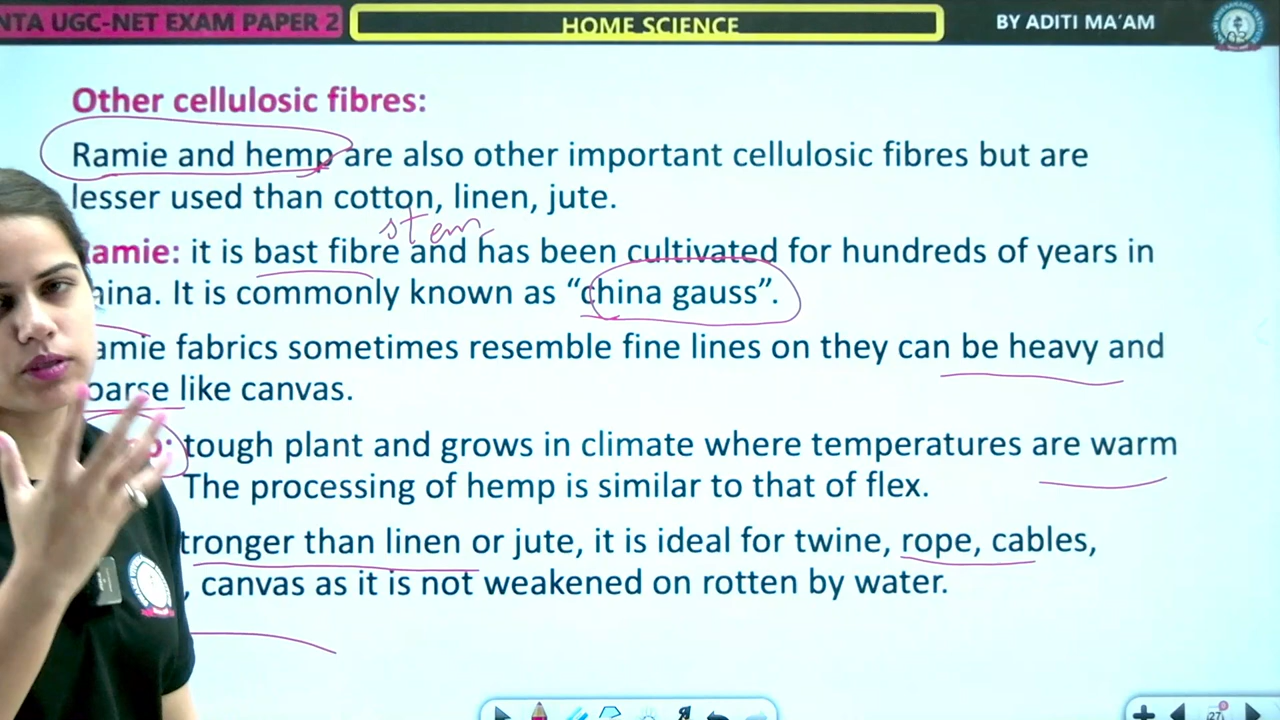 NTA UGC-NET EXAM PAPER 2
HOME SCIENCE
BY ADITI MA'AM
03
Other cellulosic fibres:
Ramie and hemp are also other important cellulosic fibres but are
lesser used than cotton, linen, jute.
stem
amie: it is bast fibre and has been cultivated for hundreds of years in
hina. It is commonly known as “china gauss”.
amie fabrics sometimes resemble fine lines on they can be heavy and
oarse like canvas.
tough plant and grows in climate where temperatures are warm
The processing of hemp is similar to that of flex.
tronger than linen or jute, it is ideal for twine, rope, cables,
, canvas as it is not weakened on rotten by water.